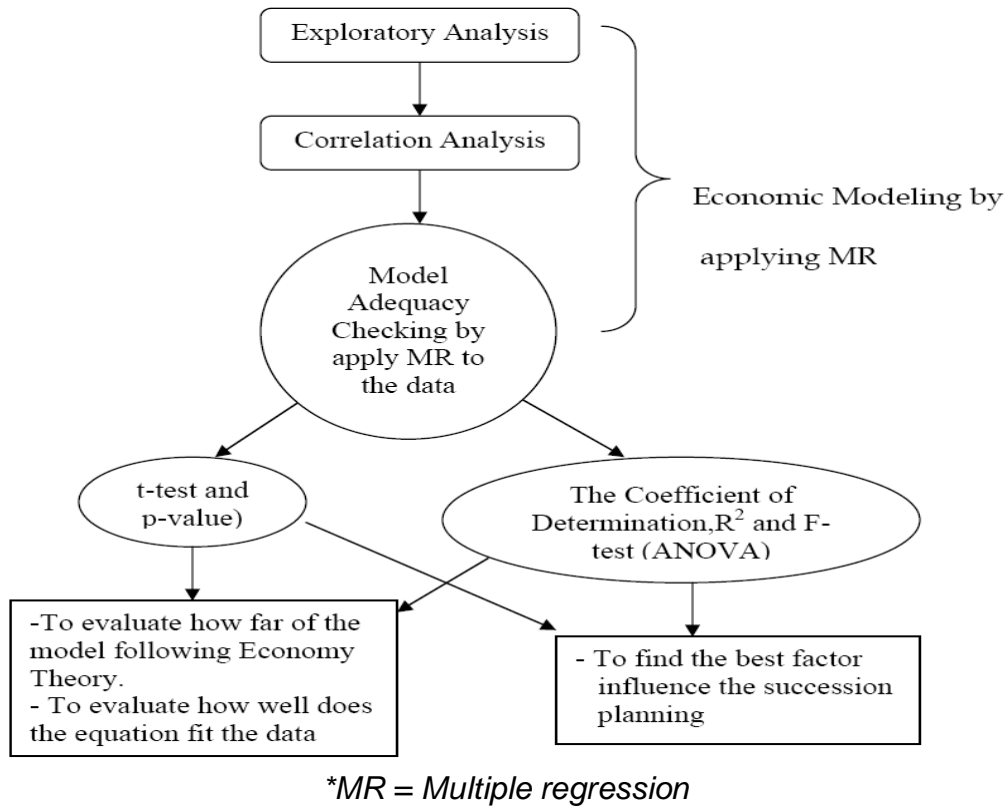 Exploratory Analysis
Correlation Analysis
Economic Modeling by
applying MR
Model
Adequacy
Checking by
apply MR to
the data
t-test and
p-value)
The Coefficient of
Determination,R² and F-
test (ANOVA)
-To evaluate how far of the
model following Economy
Theory.
- To evaluate how well does
the equation fit the data
- To find the best factor
influence the succession
planning
*MR = Multiple regression